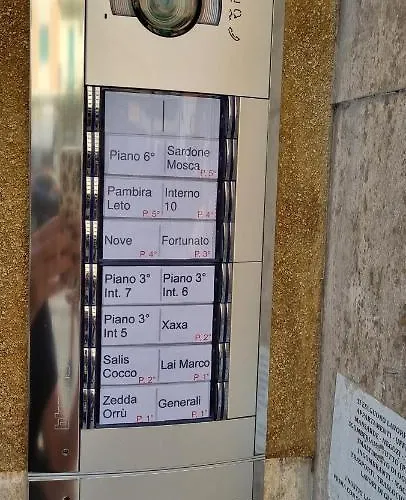 Piano 6°
Sardone
Mosca
P. 5°
Pambira
Leto
P. 5°
Interno
10
P. 4°
Nove
P. 4°
Fortunato
P. 3°
Piano 3°
Int. 7
Piano 3°
Int. 6
Piano 3°
Int 5
Xaxa
P. 2°
Salis
Cocco
P. 2°
Lai Marco
P. 1°
Zedda
Orrù
P. 1°
Generali
P. 1°